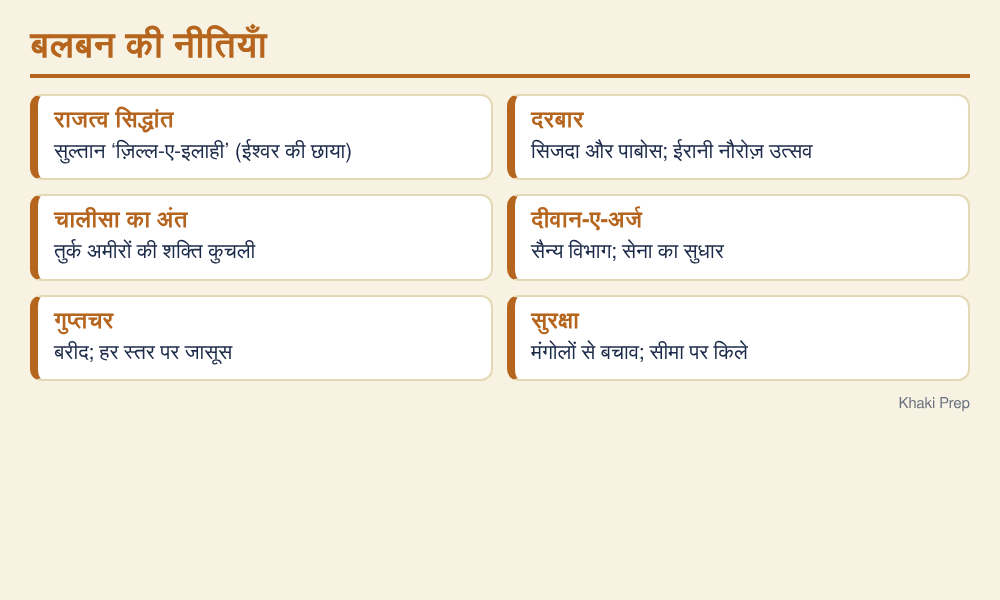 बलबन की नीतियाँ
राजत्व सिद्धांत
सुल्तान ‘ज़िल्ल-ए-इलाही’ (ईश्वर की छाया)
दरबार
सिजदा और पाबोस; ईरानी नौरोज़ उत्सव
चालीसा का अंत
तुर्क अमीरों की शक्ति कुचली
दीवान-ए-अर्ज
सैन्य विभाग; सेना का सुधार
गुप्तचर
बरीद; हर स्तर पर जासूस
सुरक्षा
मंगोलों से बचाव; सीमा पर किले
Khaki Prep